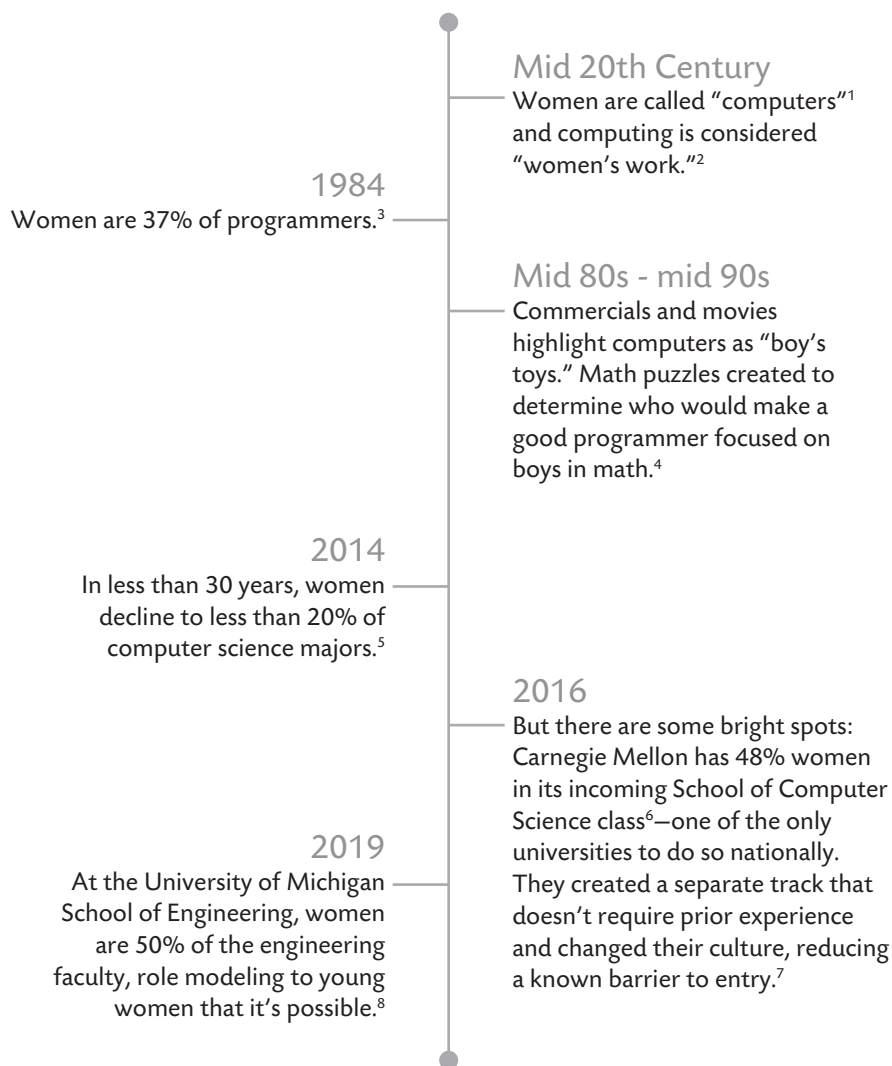 Mid 20th Century
Women are called “computers”¹
and computing is considered
“women’s work.”²
1984
Women are 37% of programmers.³
Mid 80s - mid 90s
Commercials and movies
highlight computers as “boy’s
toys.” Math puzzles created to
determine who would make a
good programmer focused on
boys in math.⁴
2014
In less than 30 years, women
decline to less than 20% of
computer science majors.⁵
2016
But there are some bright spots:
Carnegie Mellon has 48% women
in its incoming School of Computer
Science class⁶—one of the only
universities to do so nationally.
They created a separate track that
doesn’t require prior experience
and changed their culture, reducing
a known barrier to entry.⁷
2019
At the University of Michigan
School of Engineering, women
are 50% of the engineering
faculty, role modeling to young
women that it’s possible.⁸